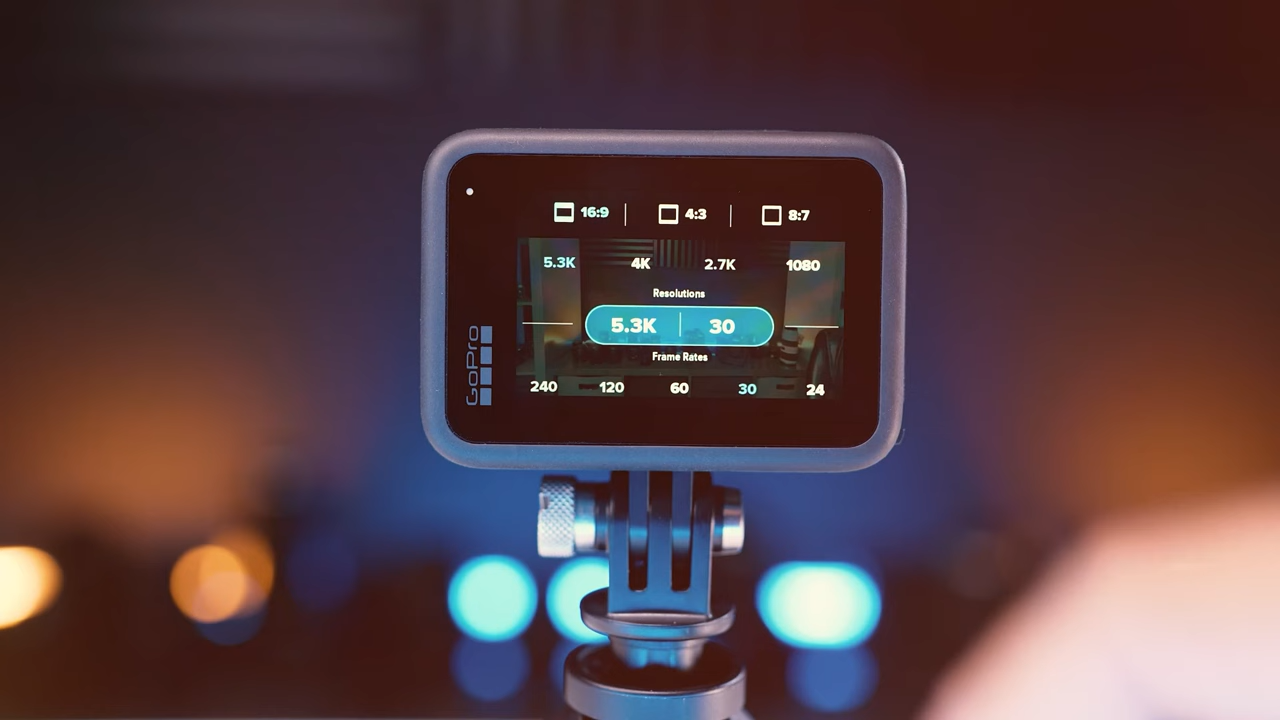 16:9 4:3 8:7
5.3K 4K 2.7K 1080
Resolutions
5.3K 30
Frame Rates
240 120 60 30 24
GoPro